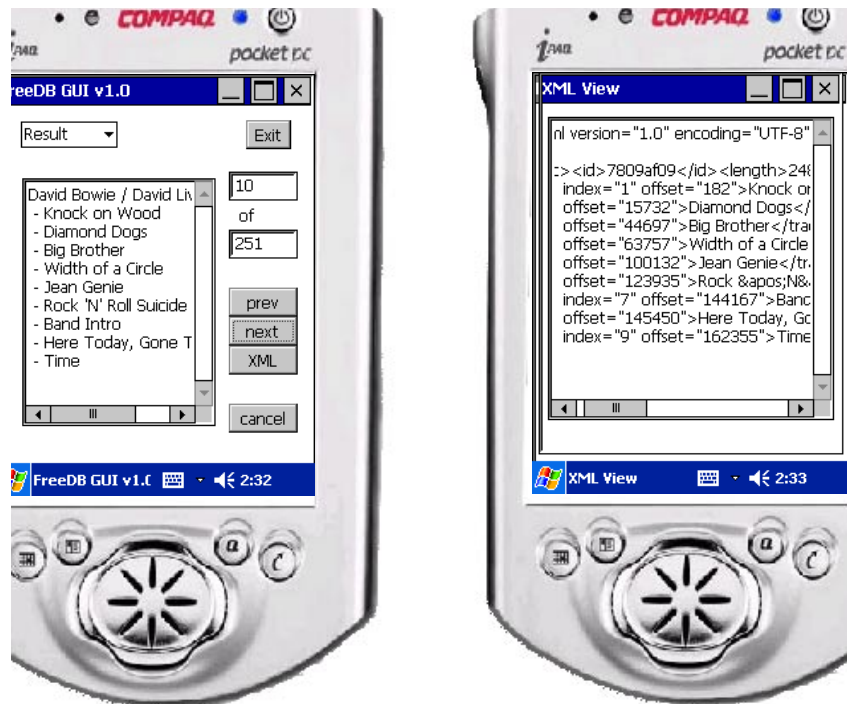 COMPAQ
iPAQ
pocket pc
reeDB GUI v1.0
Result
Exit
David Bowie / David Liv
- Knock on Wood
- Diamond Dogs
- Big Brother
- Width of a Circle
- Jean Genie
- Rock 'N' Roll Suicide
- Band Intro
- Here Today, Gone T
- Time
10
of
251
prev
next
XML
cancel
FreeDB GUI v1.0
2:32
COMPAQ
iPAQ
pocket pc
XML View
nl version="1.0" encoding="UTF-8"
:><id>7809af09</id><length>248
index="1" offset="182">Knock or
offset="15732">Diamond Dogs</
offset="44697">Big Brother</tra
offset="63757">Width of a Circle
offset="100132">Jean Genie</tr
offset="123935">Rock &apos;N&
index="7" offset="144167">Banc
offset="145450">Here Today, Gc
index="9" offset="162355">Time
XML View
2:33